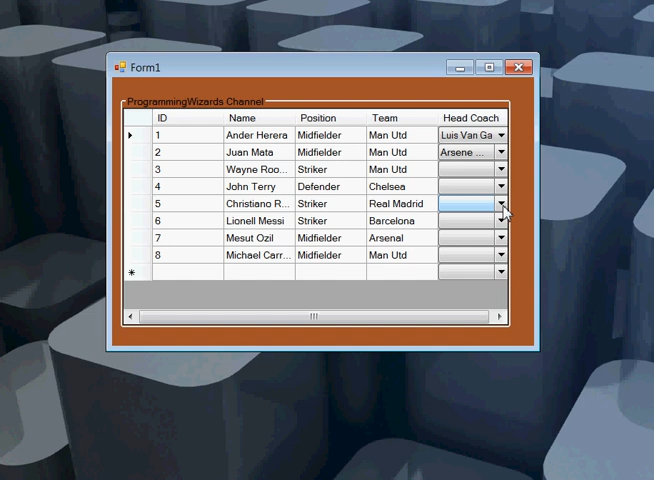 Form1
ProgrammingWizards Channel
ID Name Position Team Head Coach
1 Ander Herera Midfielder Man Utd Luis Van Ga
2 Juan Mata Midfielder Man Utd Arsene ...
3 Wayne Roo... Striker Man Utd
4 John Terry Defender Chelsea
5 Christiano R... Striker Real Madrid
6 Lionell Messi Striker Barcelona
7 Mesut Ozil Midfielder Arsenal
8 Michael Carr... Midfielder Man Utd